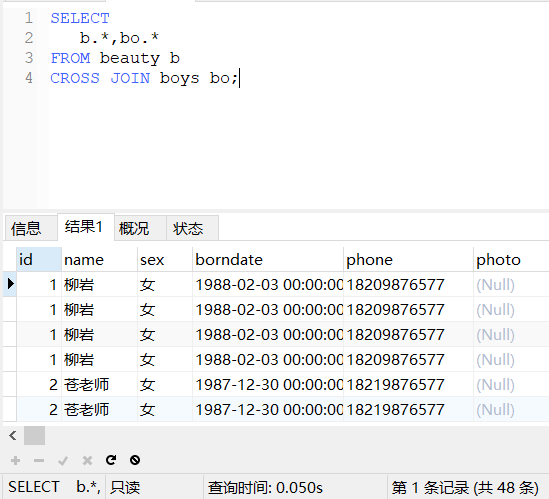 1 SELECT
2 b.*,bo.*
3 FROM beauty b
4 CROSS JOIN boys bo;
信息 结果1 概况 状态
id name sex borndate phone photo
1 柳岩 女 1988-02-03 00:00:00 18209876577 (Null)
1 柳岩 女 1988-02-03 00:00:00 18209876577 (Null)
1 柳岩 女 1988-02-03 00:00:00 18209876577 (Null)
1 柳岩 女 1988-02-03 00:00:00 18209876577 (Null)
2 苍老师 女 1987-12-30 00:00:00 18219876577 (Null)
2 苍老师 女 1987-12-30 00:00:00 18219876577 (Null)
SELECT b.*, 只读 查询时间: 0.050s 第 1 条记录 (共 48 条)